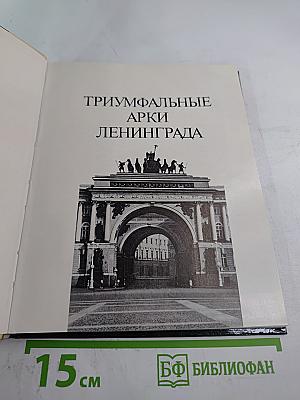 ТРИУМФАЛЬНЫЕ
АРКИ
ЛЕНИНГРАДА
15 см
БФ БИБЛИОФАН